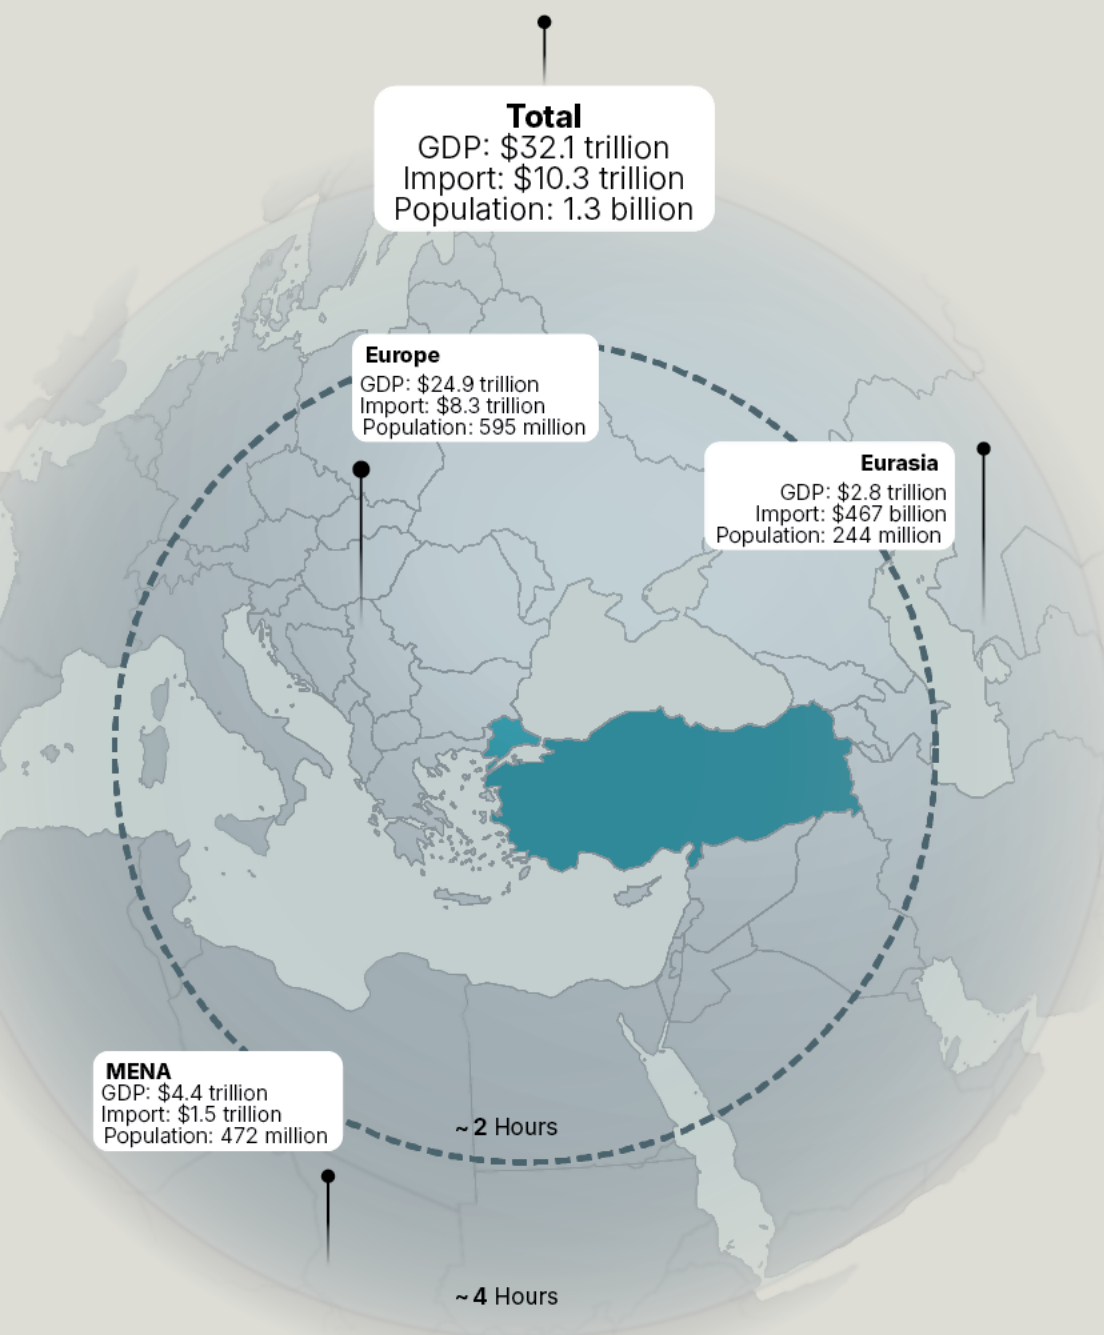 Total
GDP: $32.1 trillion
Import: $10.3 trillion
Population: 1.3 billion
Europe
GDP: $24.9 trillion
Import: $8.3 trillion
Population: 595 million
Eurasia
GDP: $2.8 trillion
Import: $467 billion
Population: 244 million
MENA
GDP: $4.4 trillion
Import: $1.5 trillion
Population: 472 million
~2 Hours
~4 Hours